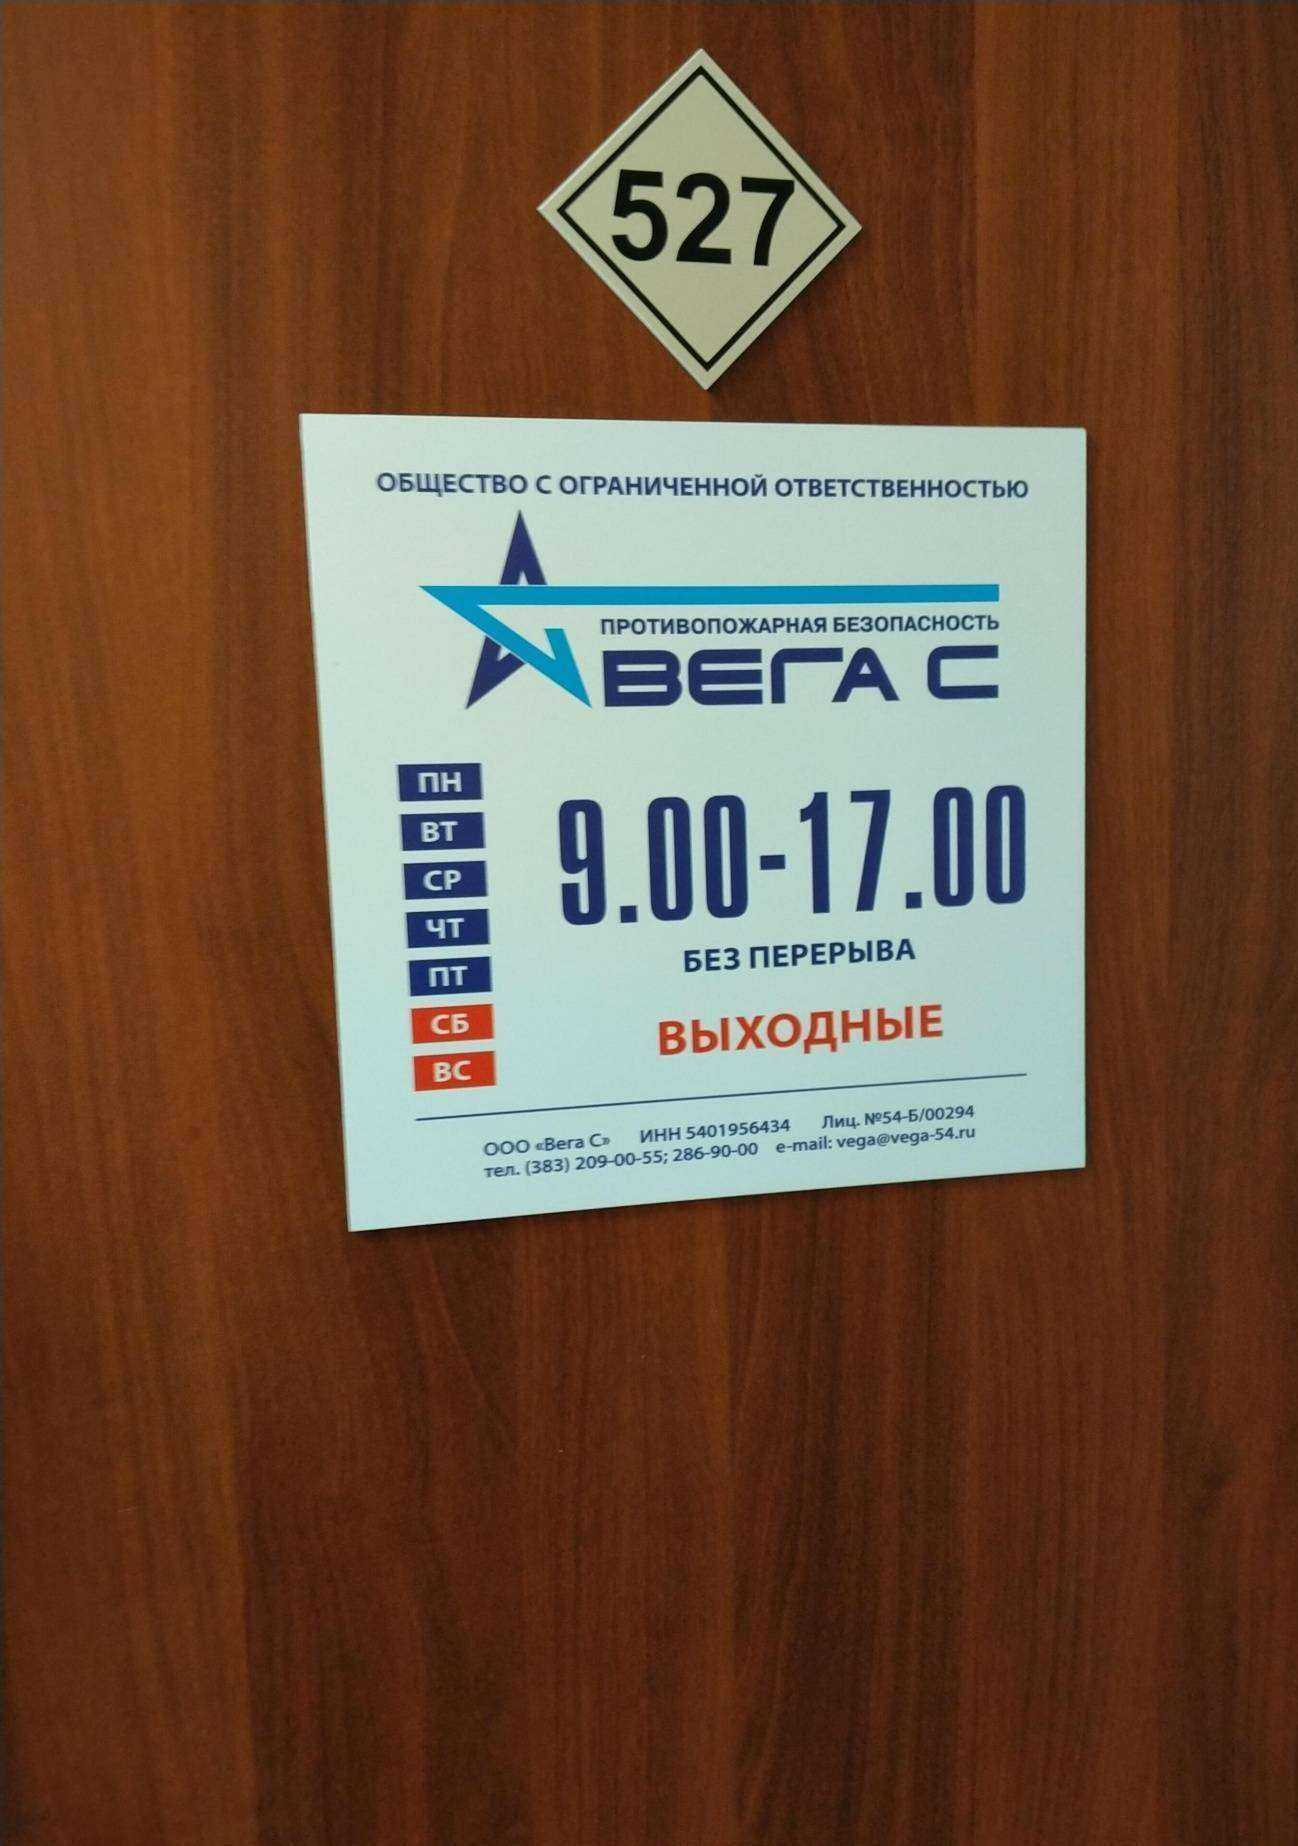 527
ОБЩЕСТВО С ОГРАНИЧЕННОЙ ОТВЕТСТВЕННОСТЬЮ
ПРОТИВОПОЖАРНАЯ БЕЗОПАСНОСТЬ
ВЕГА С
ПН
ВТ
СР
ЧТ
ПТ
9.00-17.00
БЕЗ ПЕРЕРЫВА
СБ
ВС
ВЫХОДНЫЕ
ООО «Вега С» ИНН 5401956434 Лиц. №54-Б/00294
тел. (383) 209-00-55; 286-90-00 e-mail: vega@vega-54.ru